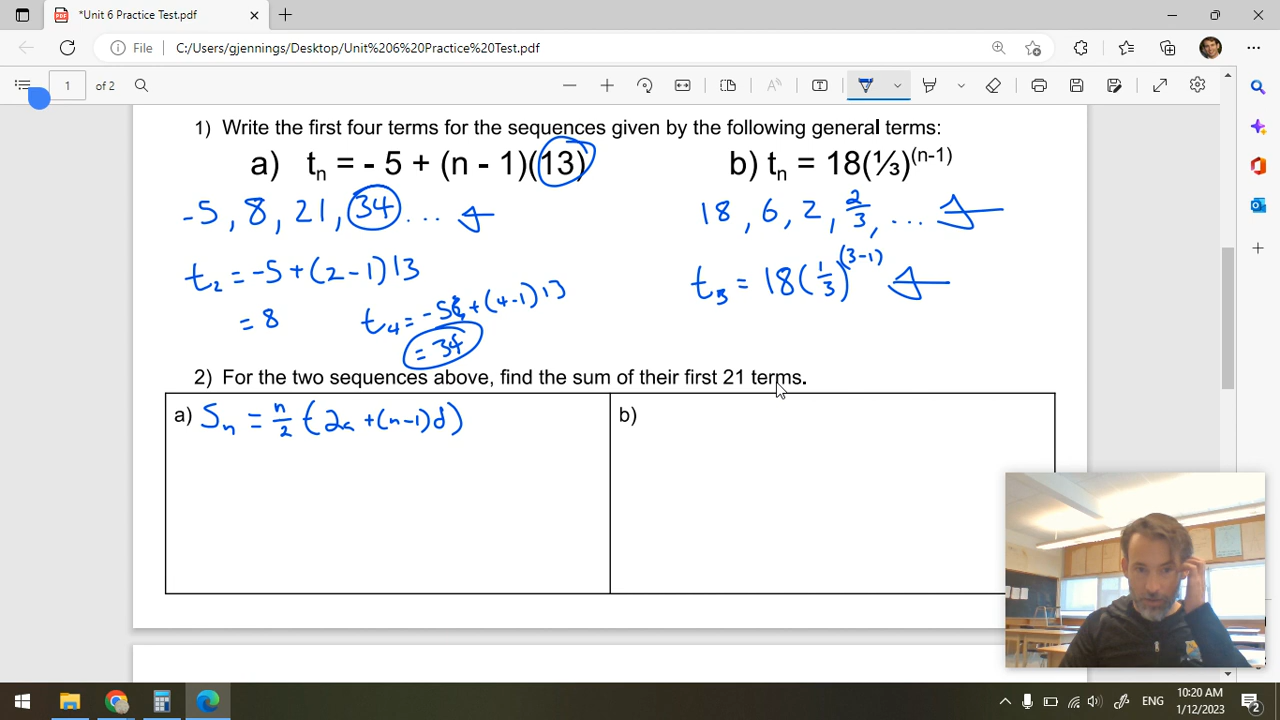 *Unit 6 Practice Test.pdf
File C:/Users/gjennings/Desktop/Unit%206%20Practice%20Test.pdf
1 of 2
1) Write the first four terms for the sequences given by the following general terms:
a) tₙ = - 5 + (n - 1)(13)
b) tₙ = 18(⅓)⁽ⁿ⁻¹⁾
-5, 8, 21, 34 ...
18, 6, 2, 2/3, ...
t₂ = -5 + (2-1)13
= 8
t₄ = -5 + (4-1)13
= 34
t₃ = 18(1/3)⁽³⁻¹⁾
2) For the two sequences above, find the sum of their first 21 terms.
a) Sₙ = n/2 (2a + (n-1)d)
b)
ENG
10:20 AM
1/12/2023
2